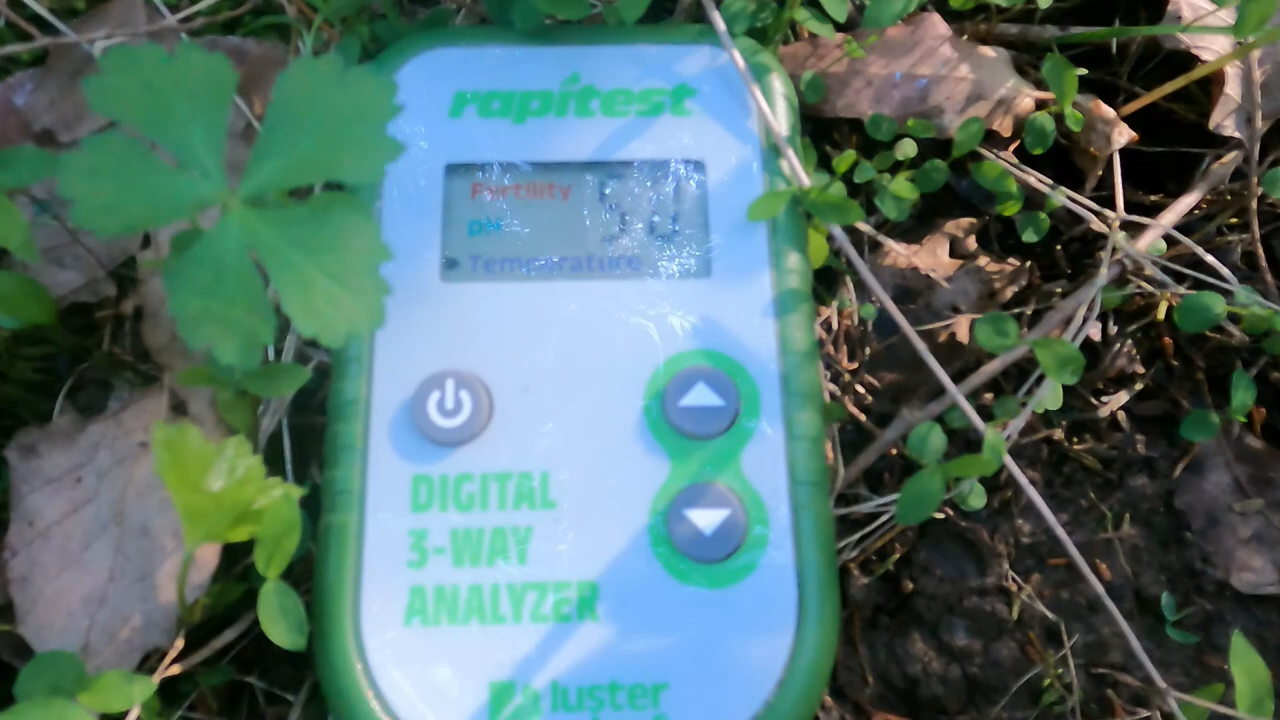 rapitest
Fertility
pH
Temperature
DIGITAL
3-WAY
ANALYZER
luster